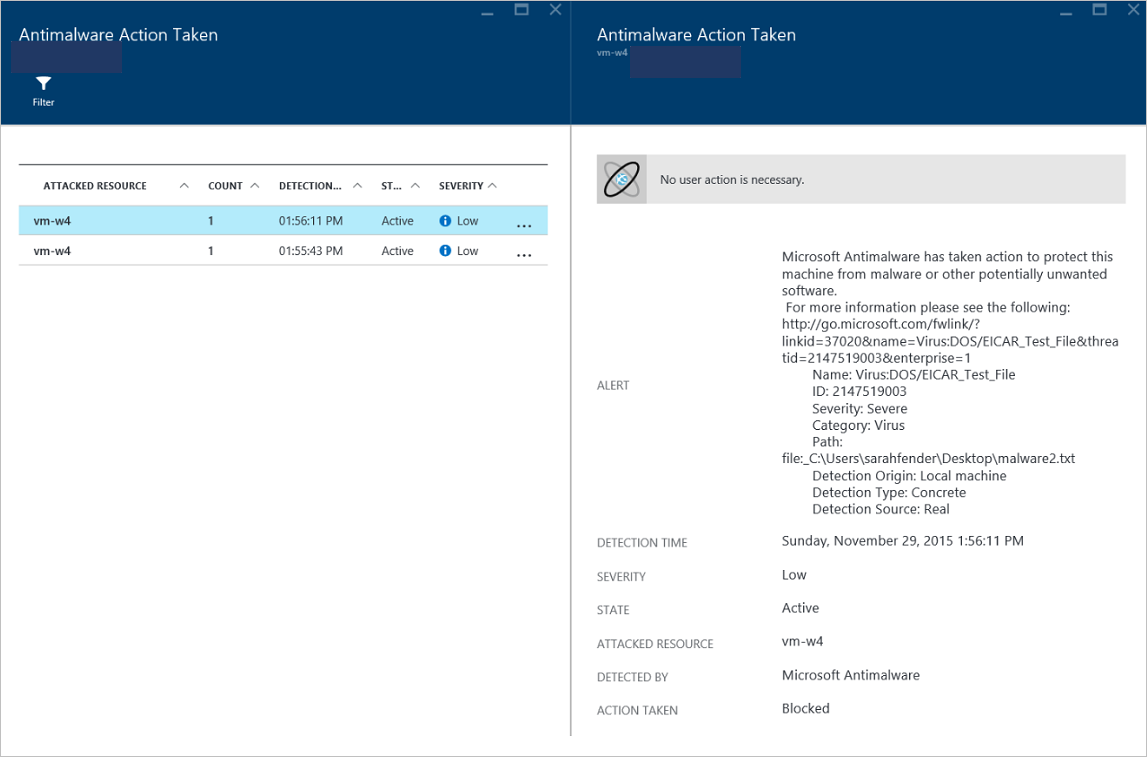 Antimalware Action Taken
Filter
ATTACKED RESOURCE COUNT DETECTION... ST... SEVERITY
vm-w4 1 01:56:11 PM Active Low ...
vm-w4 1 01:55:43 PM Active Low ...
Antimalware Action Taken
vm-w4
No user action is necessary.
ALERT
Microsoft Antimalware has taken action to protect this
machine from malware or other potentially unwanted
software.
For more information please see the following:
http://go.microsoft.com/fwlink/?
linkid=37020&name=Virus:DOS/EICAR_Test_File&threa
tid=2147519003&enterprise=1
Name: Virus:DOS/EICAR_Test_File
ID: 2147519003
Severity: Severe
Category: Virus
Path:
file:_C:\Users\sarahfender\Desktop\malware2.txt
Detection Origin: Local machine
Detection Type: Concrete
Detection Source: Real
DETECTION TIME Sunday, November 29, 2015 1:56:11 PM
SEVERITY Low
STATE Active
ATTACKED RESOURCE vm-w4
DETECTED BY Microsoft Antimalware
ACTION TAKEN Blocked